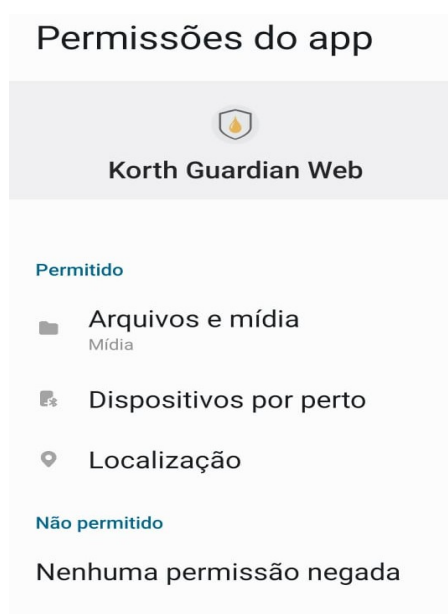 Permissões do app
Korth Guardian Web
Permitido
Arquivos e mídia
Mídia
Dispositivos por perto
Localização
Não permitido
Nenhuma permissão negada